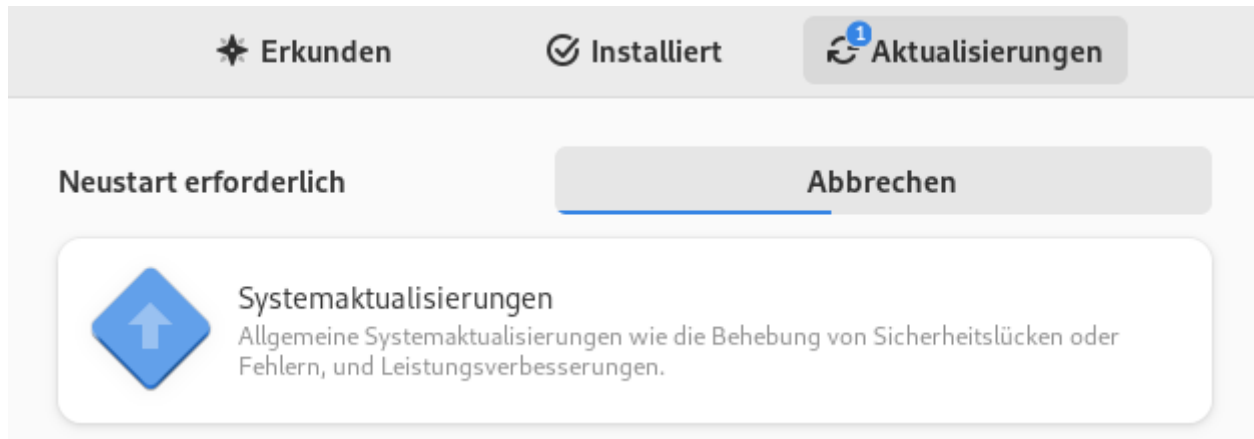 Erkunden
Installiert
1
Aktualisierungen
Neustart erforderlich
Abbrechen
Systemaktualisierungen
Allgemeine Systemaktualisierungen wie die Behebung von Sicherheitslücken oder
Fehlern, und Leistungsverbesserungen.